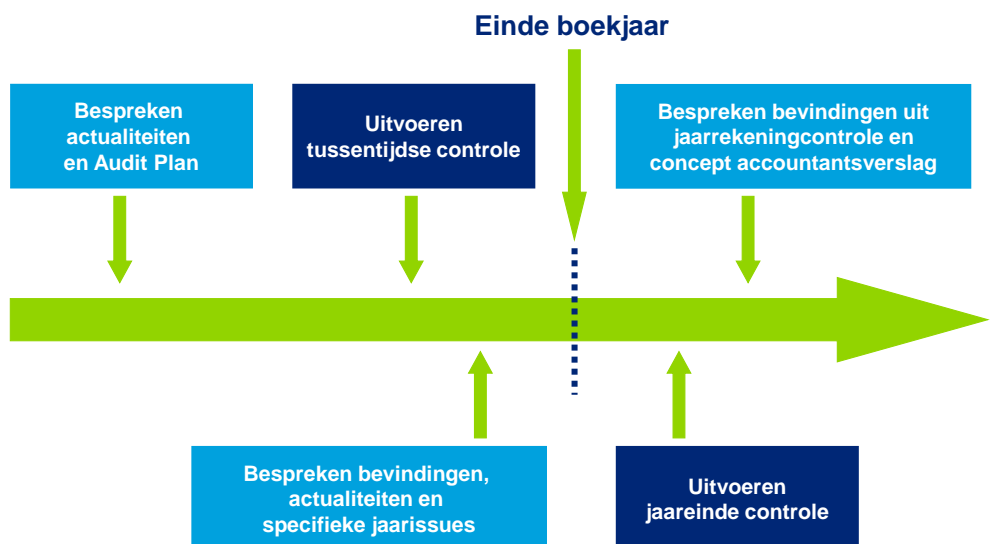 Einde boekjaar
Bespreken
actualiteiten
en Audit Plan
Uitvoeren
tussentijdse controle
Bespreken bevindingen uit
jaarrekeningcontrole en
concept accountantsverslag
Bespreken bevindingen,
actualiteiten en
specifieke jaarissues
Uitvoeren
jaareinde controle